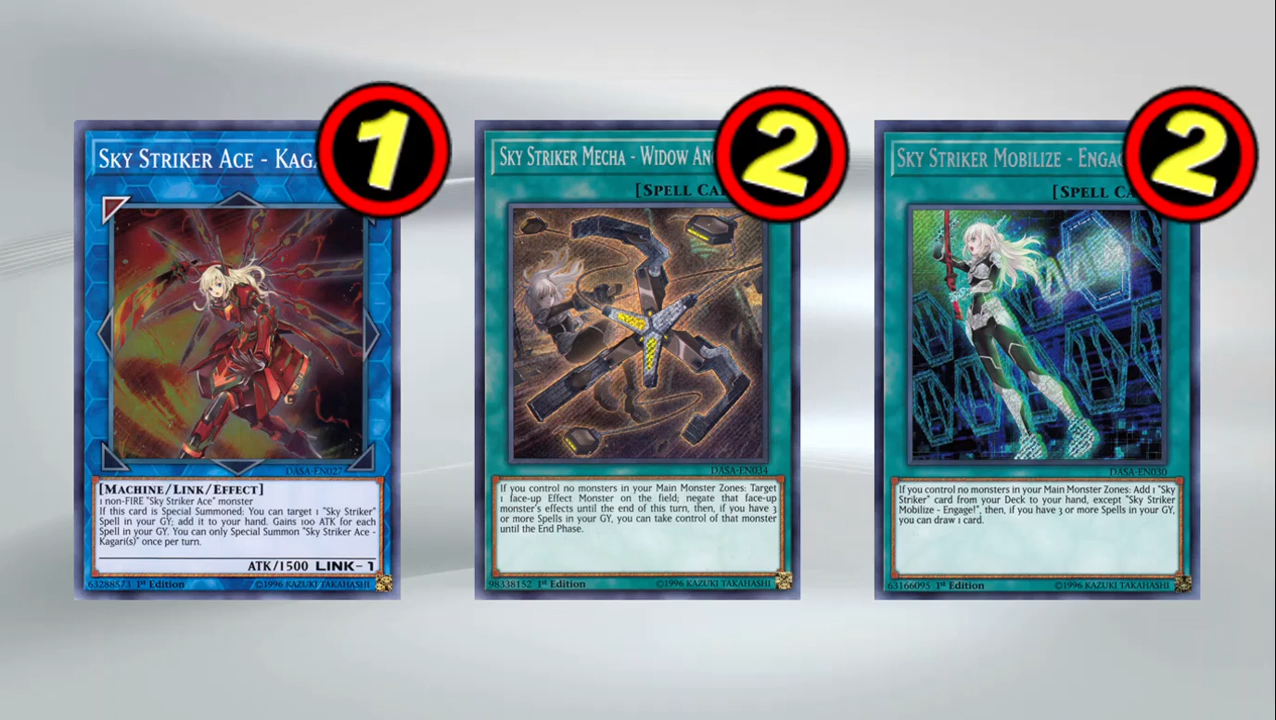 SKY STRIKER ACE - KAGA
1
DASA-EN027
[MACHINE/LINK/EFFECT]
1 non-FIRE "Sky Striker Ace" monster
If this card is Special Summoned: You can target 1 "Sky Striker"
Spell in your GY; add it to your hand. Gains 100 ATK for each
Spell in your GY. You can only Special Summon "Sky Striker Ace -
Kagari(s)" once per turn.
ATK/1500 LINK-1
63288573 1st Edition ©1996 KAZUKI TAKAHASHI
SKY STRIKER MECHA - WIDOW ANC
2
[SPELL CA
DASA-EN034
If you control no monsters in your Main Monster Zones: Target
1 face-up Effect Monster on the field; negate that face-up
monster's effects until the end of this turn, then, if you have 3
or more Spells in your GY, you can take control of that monster
until the End Phase.
98338152 1st Edition ©1996 KAZUKI TAKAHASHI
SKY STRIKER MOBILIZE - ENGAG
2
[SPELL CA
DASA-EN030
If you control no monsters in your Main Monster Zones: Add 1 "Sky
Striker" card from your Deck to your hand, except "Sky Striker
Mobilize - Engage!", then, if you have 3 or more Spells in your GY,
you can draw 1 card.
63166095 1st Edition ©1996 KAZUKI TAKAHASHI